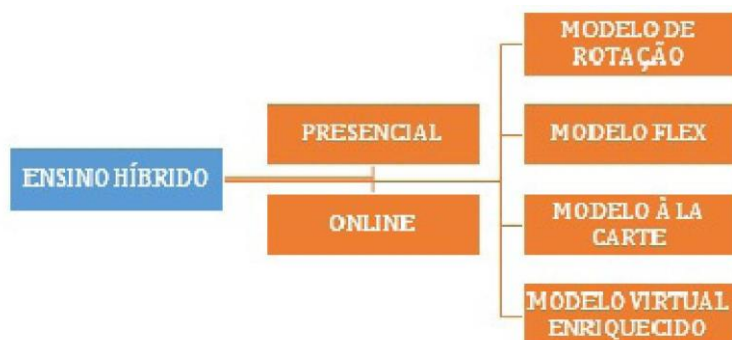 ENSINO HÍBRIDO
PRESENCIAL
ONLINE
MODELO DE
ROTAÇÃO
MODELO FLEX
MODELO À LA
CARTE
MODELO VIRTUAL
ENRIQUECIDO